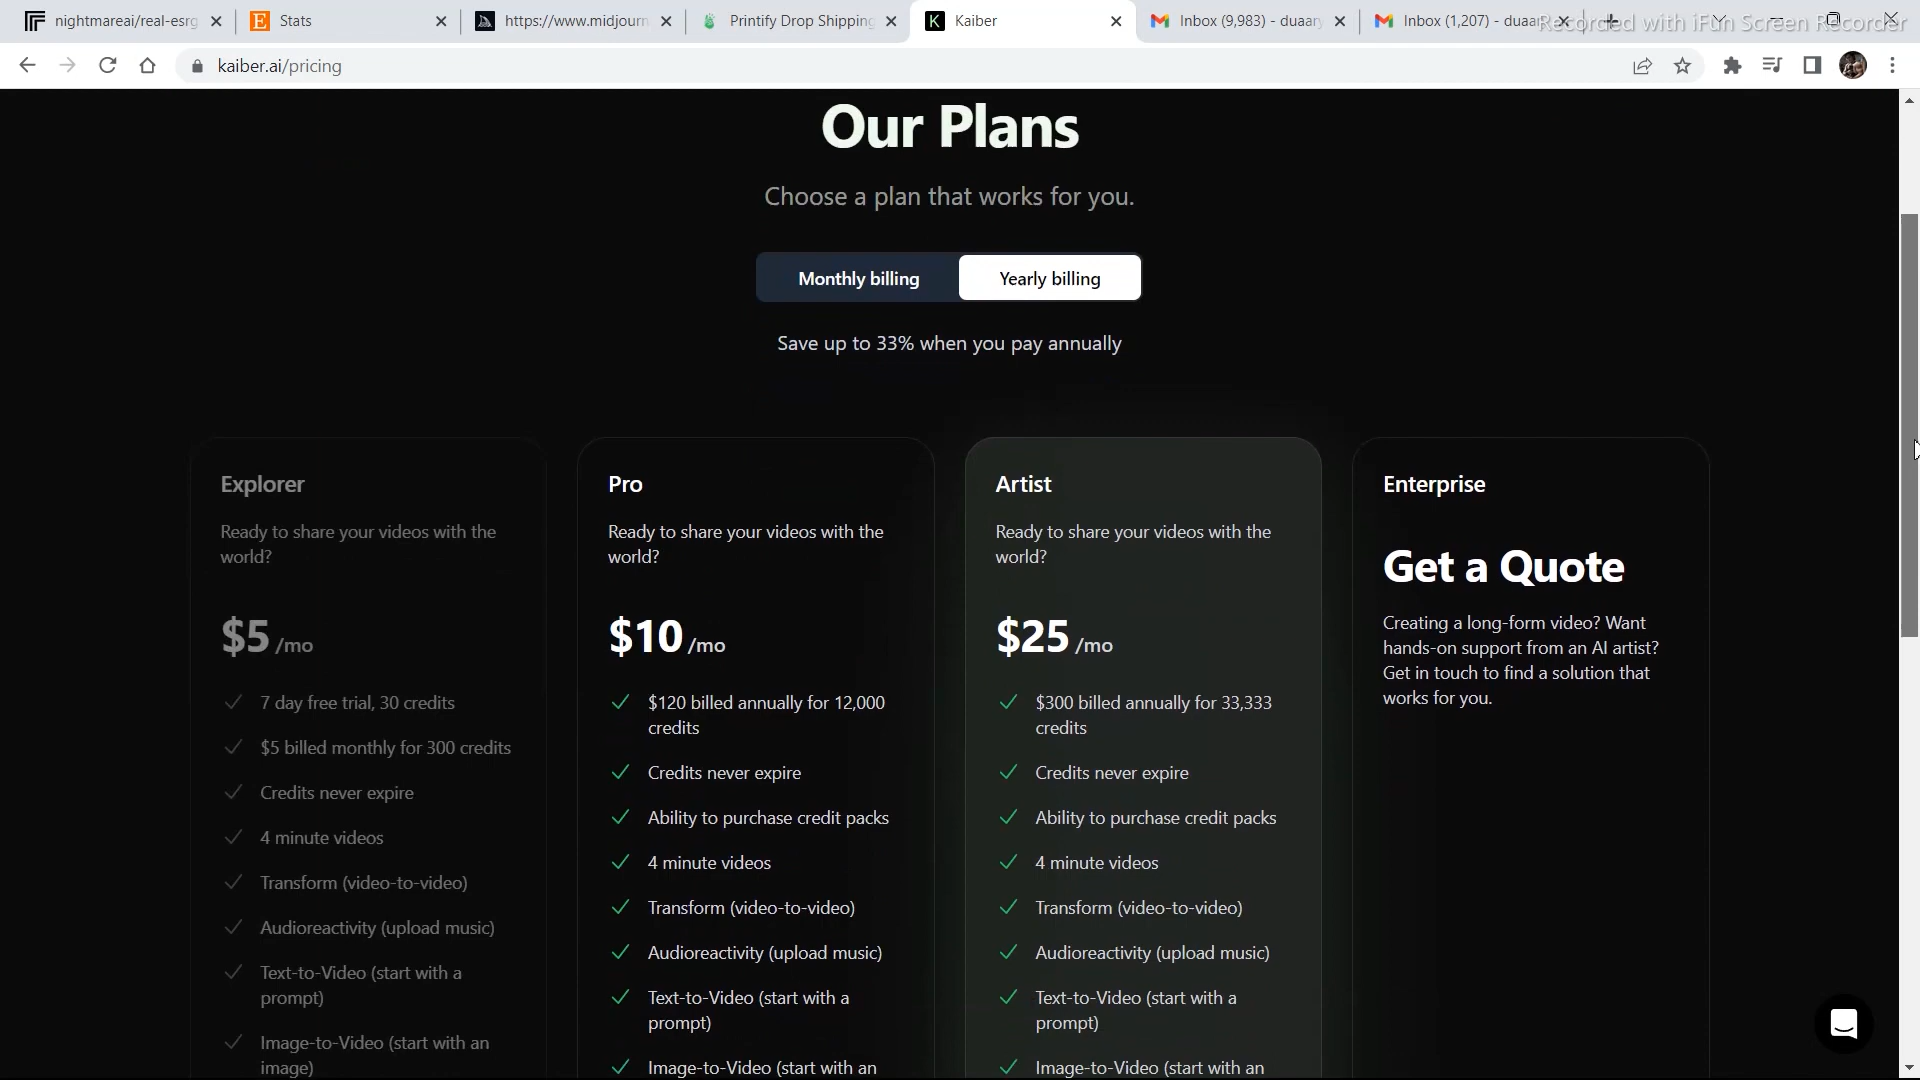 nightmareai/real-esrg
Stats
https://www.midjourn
Printify Drop Shipping
Kaiber
Inbox (9,983) - duaary
Inbox (1,207) - duaar
Recorded with iFun Screen Recorder
kaiber.ai/pricing
Our Plans
Choose a plan that works for you.
Monthly billing
Yearly billing
Save up to 33% when you pay annually
Explorer
Ready to share your videos with the
world?
$5 /mo
7 day free trial, 30 credits
$5 billed monthly for 300 credits
Credits never expire
4 minute videos
Transform (video-to-video)
Audioreactivity (upload music)
Text-to-Video (start with a
prompt)
Image-to-Video (start with an
image)
Pro
Ready to share your videos with the
world?
$10 /mo
$120 billed annually for 12,000
credits
Credits never expire
Ability to purchase credit packs
4 minute videos
Transform (video-to-video)
Audioreactivity (upload music)
Text-to-Video (start with a
prompt)
Image-to-Video (start with an
Artist
Ready to share your videos with the
world?
$25 /mo
$300 billed annually for 33,333
credits
Credits never expire
Ability to purchase credit packs
4 minute videos
Transform (video-to-video)
Audioreactivity (upload music)
Text-to-Video (start with a
prompt)
Image-to-Video (start with an
Enterprise
Get a Quote
Creating a long-form video? Want
hands-on support from an AI artist?
Get in touch to find a solution that
works for you.